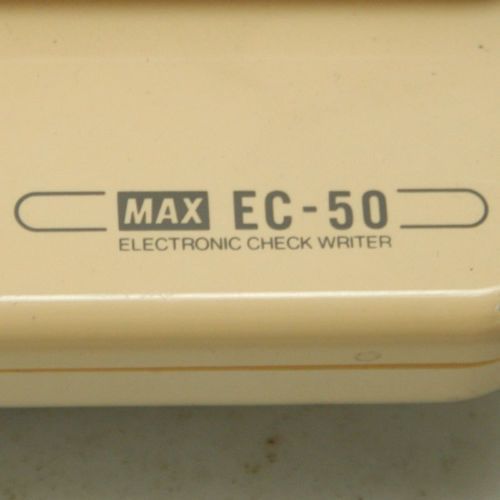 MAX EC-50
ELECTRONIC CHECK WRITER